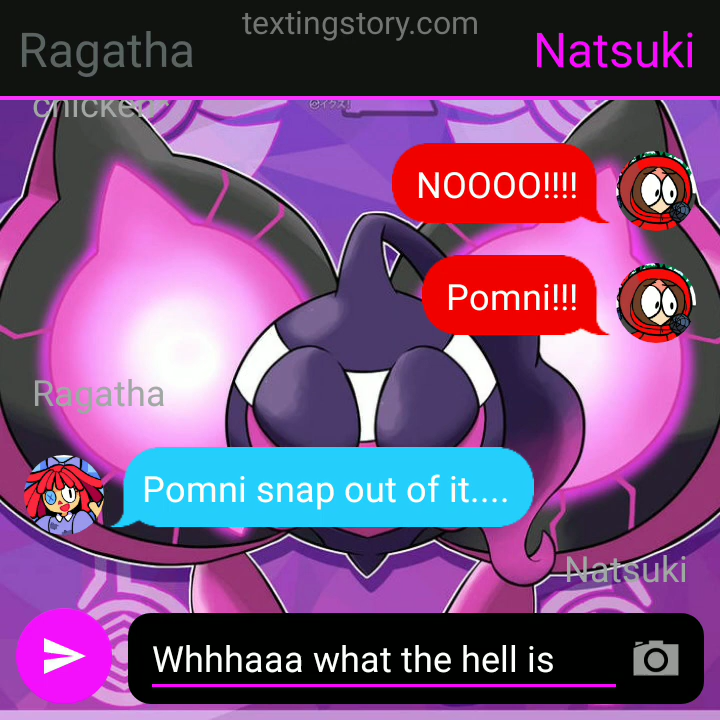 textingstory.com
Ragatha
Natsuki
NOOOO!!!!
Pomni!!!
Ragatha
Pomni snap out of it....
Natsuki
Whhhaaa what the hell is